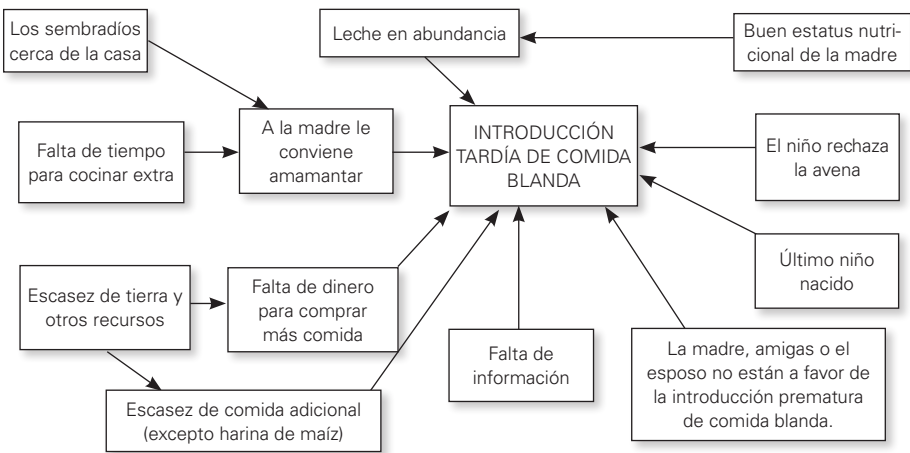 Los sembradíos
cerca de la casa
Leche en abundancia
Buen estatus nutri-
cional de la madre
Falta de tiempo
para cocinar extra
A la madre le
conviene
amamantar
INTRODUCCIÓN
TARDÍA DE COMIDA
BLANDA
El niño rechaza
la avena
Último niño
nacido
Escasez de tierra y
otros recursos
Falta de dinero
para comprar
más comida
Falta de
información
La madre, amigas o el
esposo no están a favor de
la introducción prematura
de comida blanda.
Escasez de comida adicional
(excepto harina de maíz)